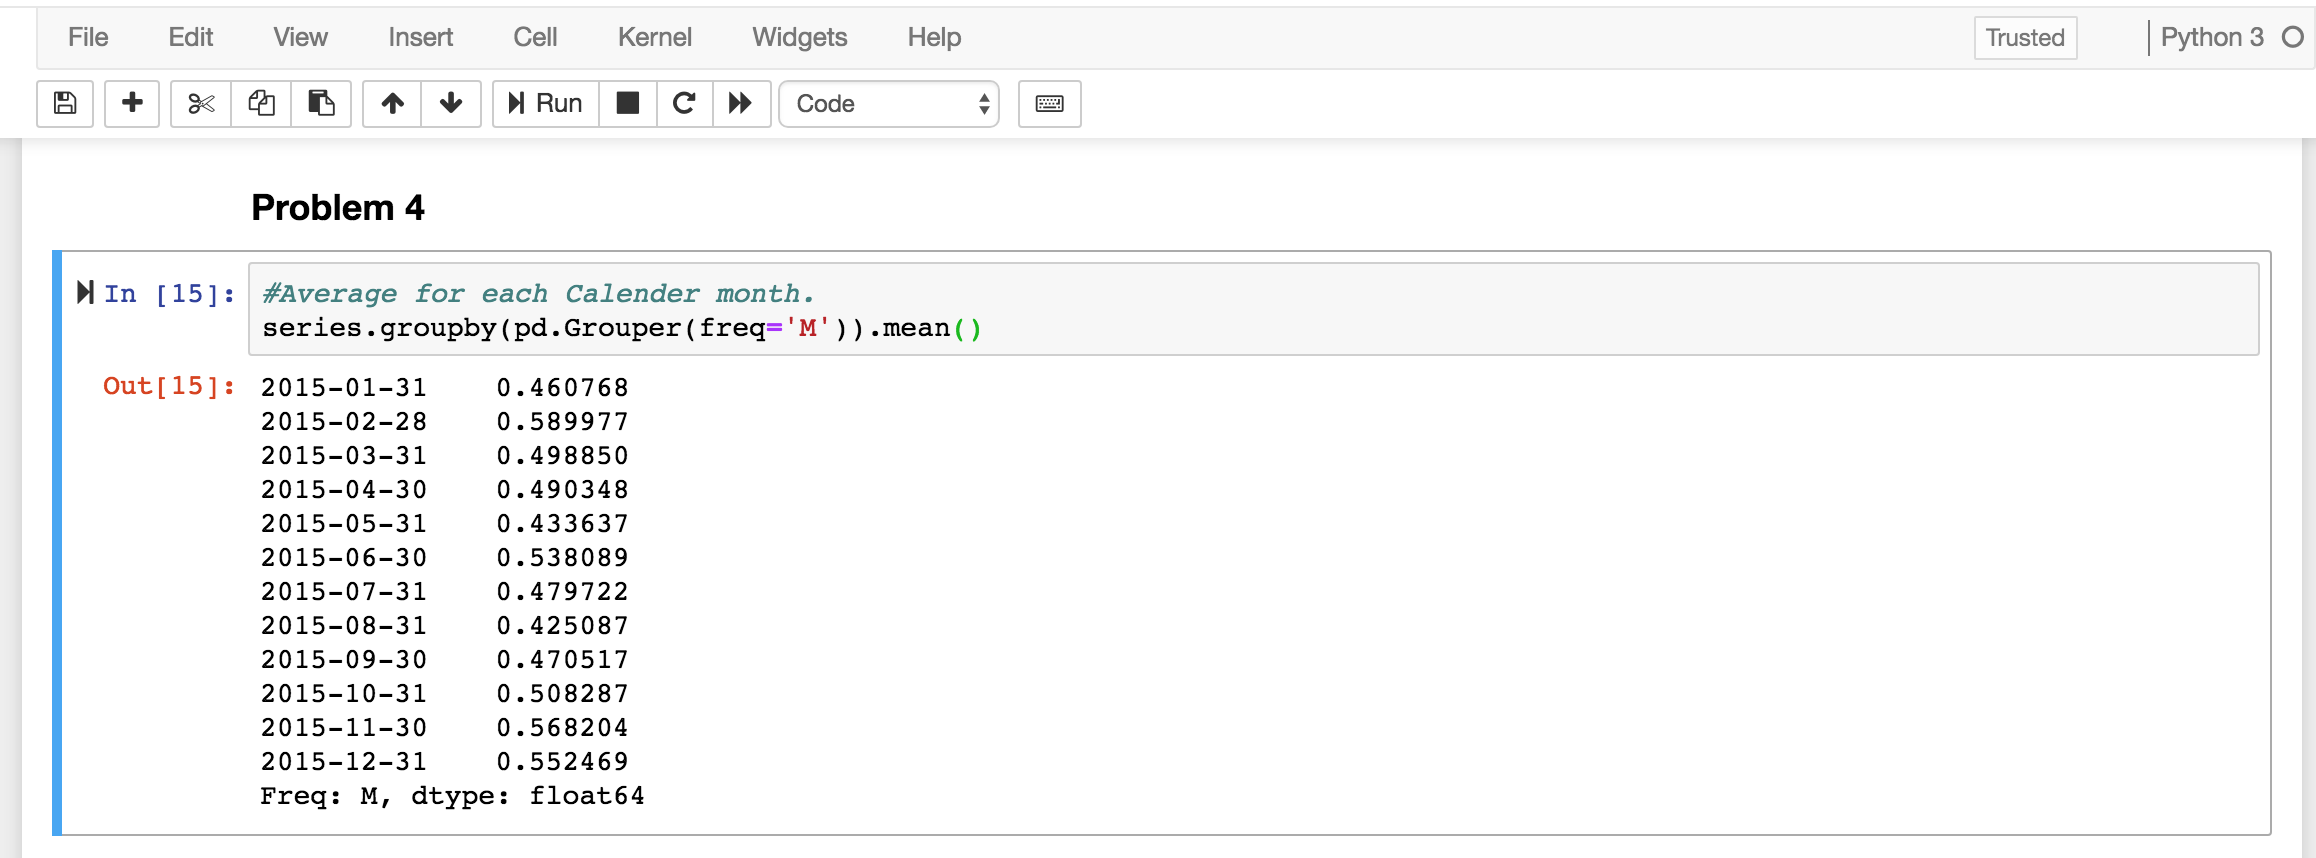 File Edit View Insert Cell Kernel Widgets Help Trusted Python 3
Run Code
Problem 4
In [15]: #Average for each Calender month.
series.groupby(pd.Grouper(freq='M')).mean()
Out[15]: 2015-01-31 0.460768
2015-02-28 0.589977
2015-03-31 0.498850
2015-04-30 0.490348
2015-05-31 0.433637
2015-06-30 0.538089
2015-07-31 0.479722
2015-08-31 0.425087
2015-09-30 0.470517
2015-10-31 0.508287
2015-11-30 0.568204
2015-12-31 0.552469
Freq: M, dtype: float64